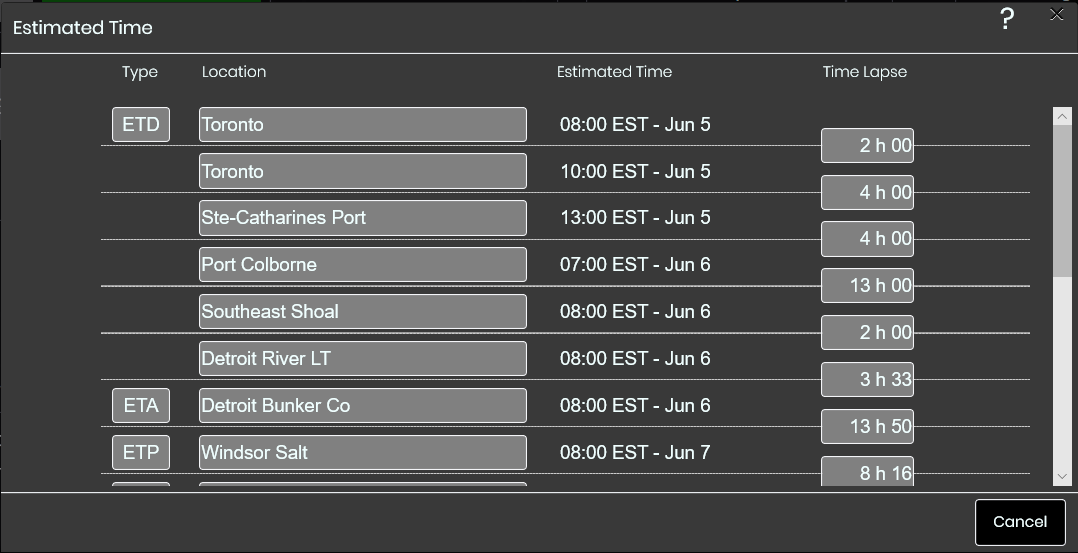 Estimated Time ?
Type Location Estimated Time Time Lapse
ETD Toronto 08:00 EST - Jun 5
2 h 00
Toronto 10:00 EST - Jun 5
4 h 00
Ste-Catharines Port 13:00 EST - Jun 5
4 h 00
Port Colborne 07:00 EST - Jun 6
13 h 00
Southeast Shoal 08:00 EST - Jun 6
2 h 00
Detroit River LT 08:00 EST - Jun 6
3 h 33
ETA Detroit Bunker Co 08:00 EST - Jun 6
13 h 50
ETP Windsor Salt 08:00 EST - Jun 7
8 h 16
Cancel